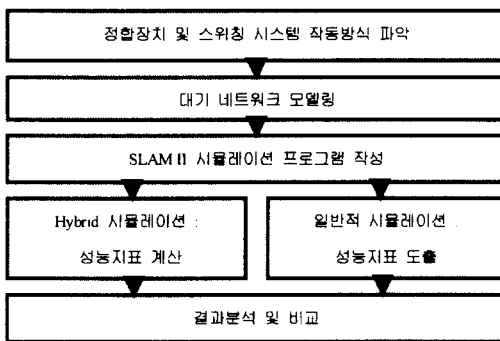 정합장치 및 스위칭 시스템 작동방식 파악
대기 네트워크 모델링
SLAM II 시뮬레이션 프로그램 작성
Hybrid 시뮬레이션 :
성능지표 계산
일반적 시뮬레이션
성능지표 도출
결과분석 및 비교